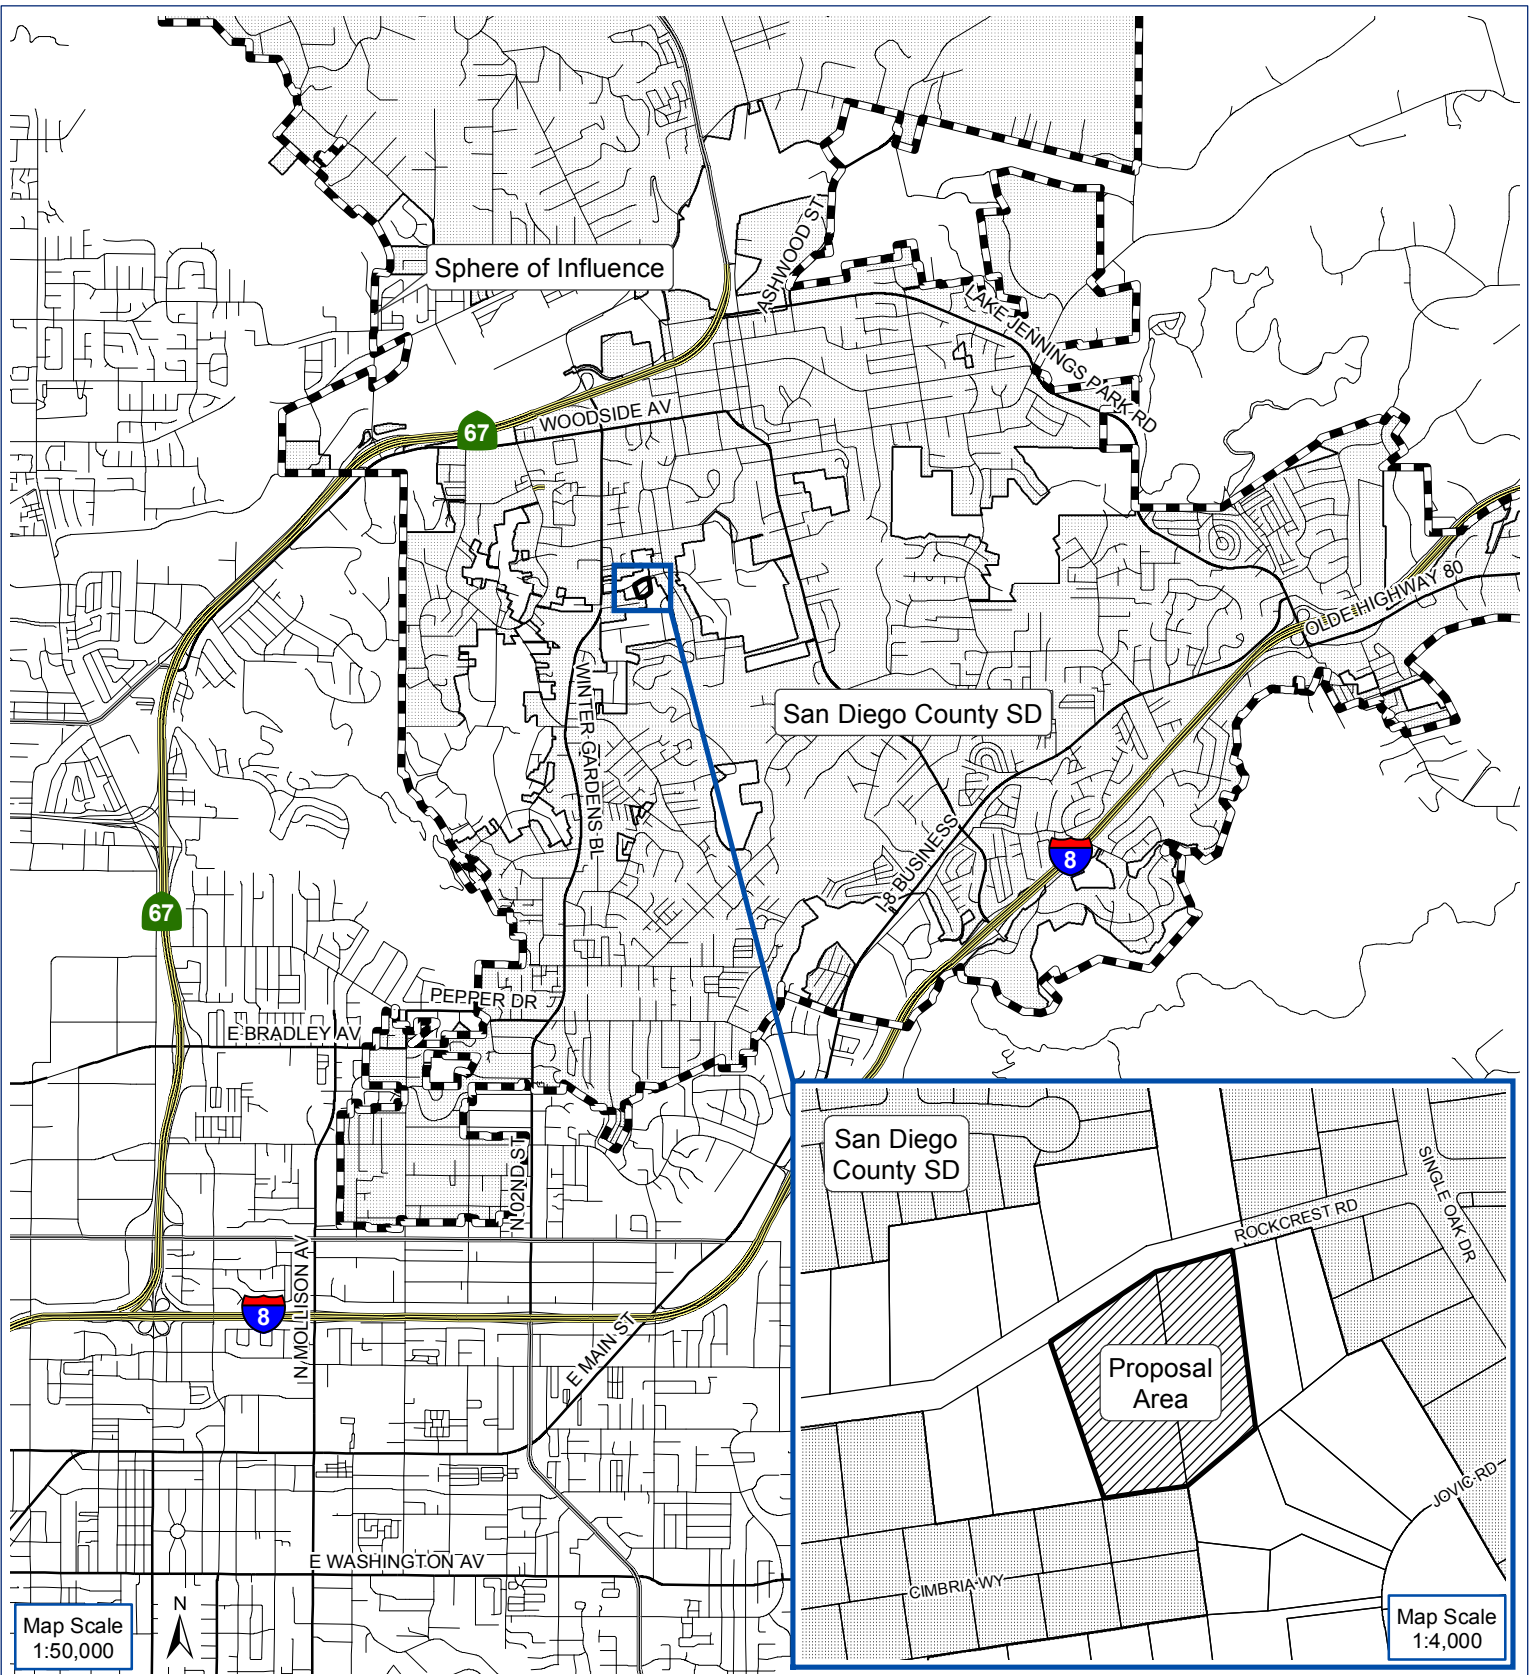 Sphere of Influence
ASHWOOD ST
LAKE JENNINGS PARK RD
67
WOODSIDE AV
OLDE HIGHWAY 80
WINTER GARDENS BL
San Diego County SD
I-8 BUSINESS
8
67
PEPPER DR
E BRADLEY AV
N 02ND ST
N MOLLISON AV
8
E MAIN ST
E WASHINGTON AV
N
Map Scale
1:50,000
San Diego
County SD
SINGLE OAK DR
ROCKCREST RD
Proposal
Area
JOVIC RD
CIMBRIA WY
Map Scale
1:4,000